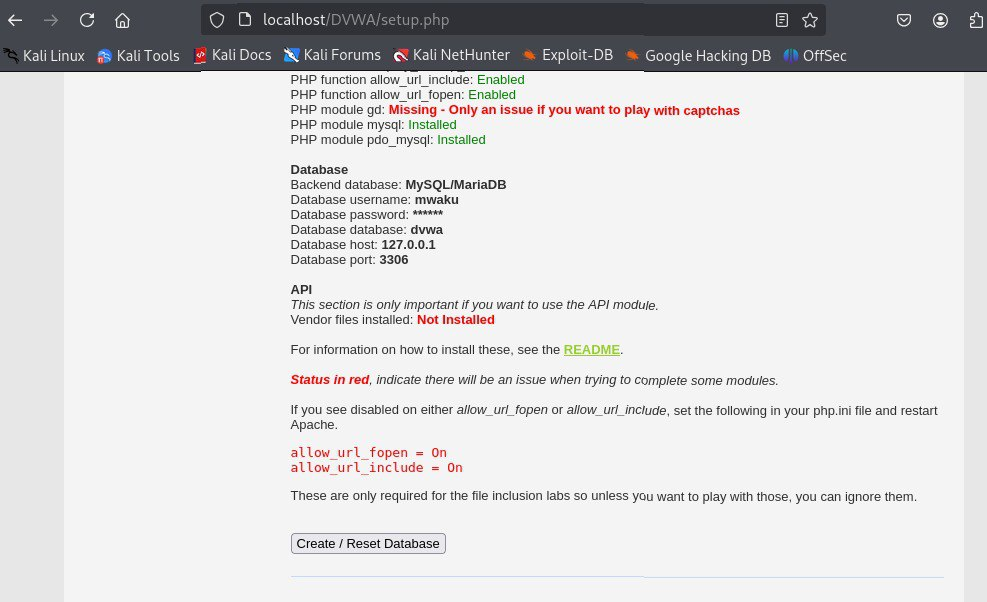 localhost/DVWA/setup.php
Kali Linux Kali Tools Kali Docs Kali Forums Kali NetHunter Exploit-DB Google Hacking DB OffSec
PHP function allow_url_include: Enabled
PHP function allow_url_fopen: Enabled
PHP module gd: Missing - Only an issue if you want to play with captchas
PHP module mysql: Installed
PHP module pdo_mysql: Installed
Database
Backend database: MySQL/MariaDB
Database username: mwaku
Database password: ******
Database database: dvwa
Database host: 127.0.0.1
Database port: 3306
API
This section is only important if you want to use the API module.
Vendor files installed: Not Installed
For information on how to install these, see the README.
Status in red, indicate there will be an issue when trying to complete some modules.
If you see disabled on either allow_url_fopen or allow_url_include, set the following in your php.ini file and restart
Apache.
allow_url_fopen = On
allow_url_include = On
These are only required for the file inclusion labs so unless you want to play with those, you can ignore them.
Create / Reset Database